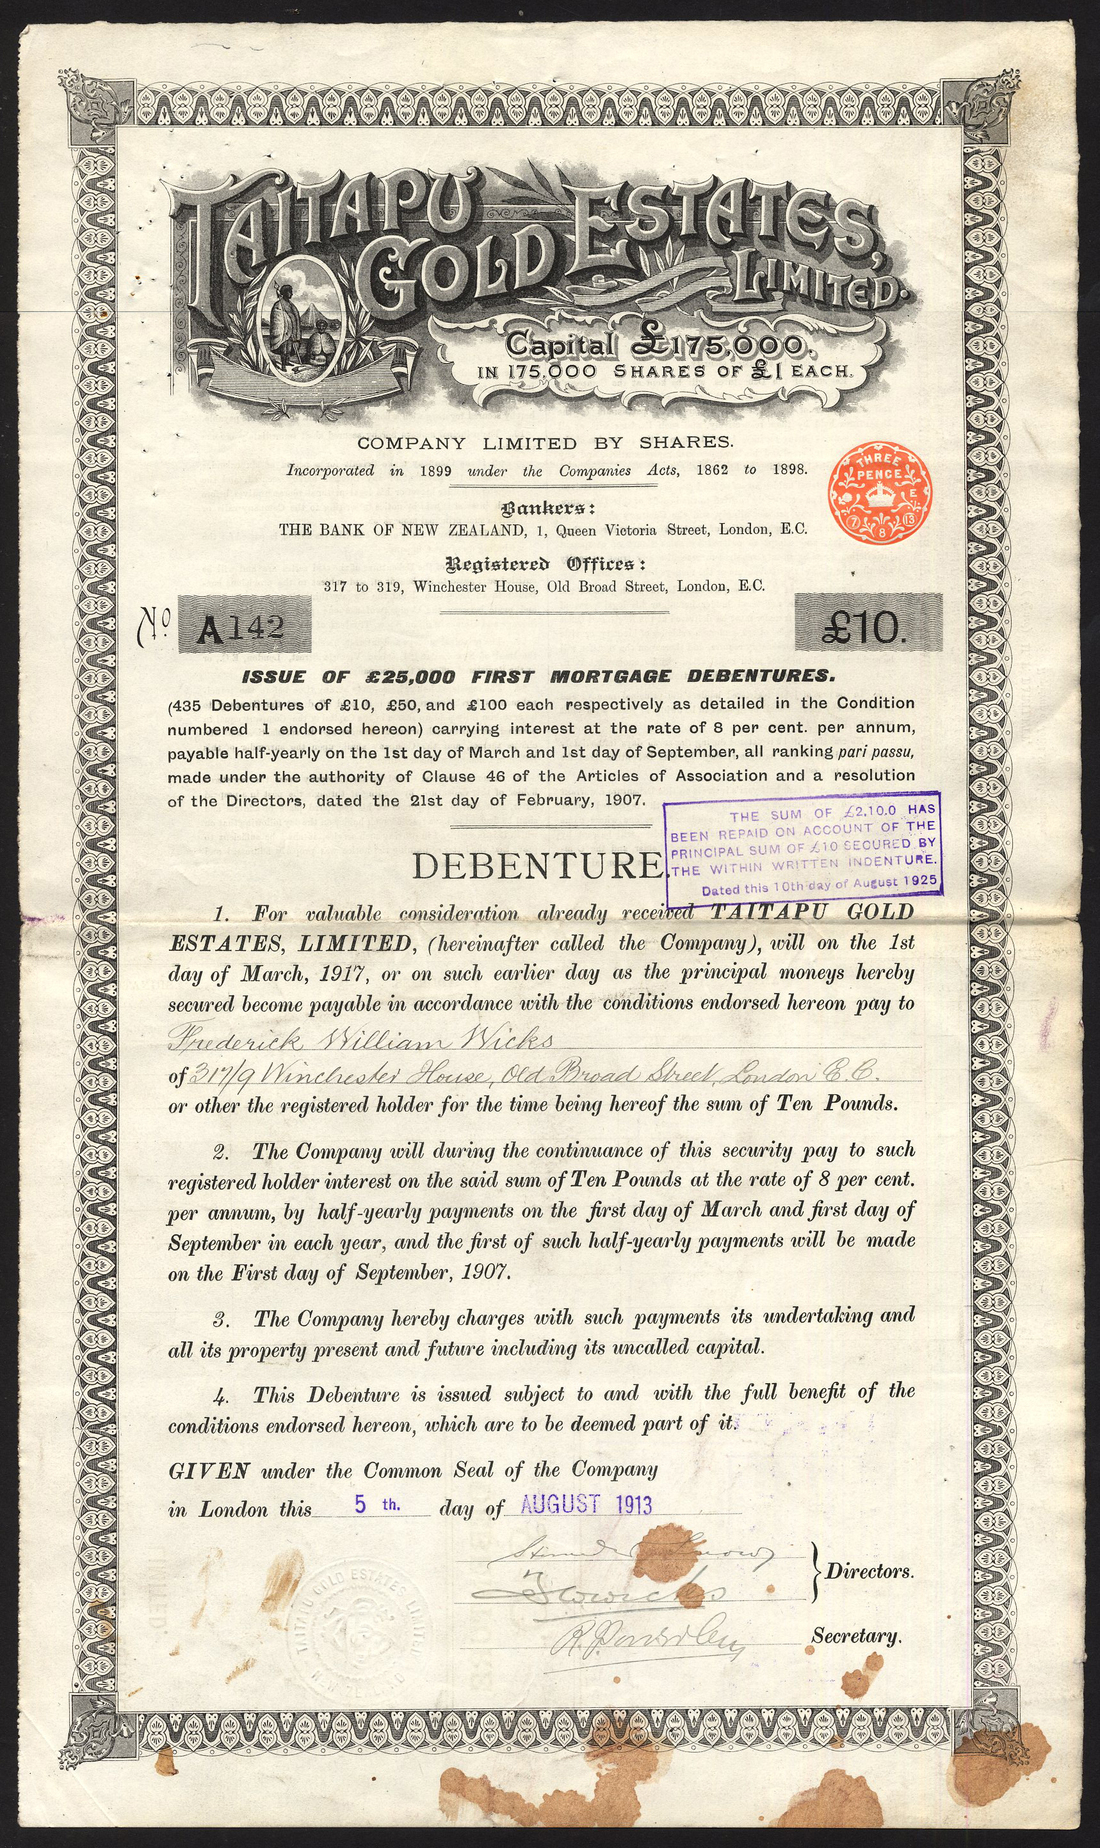 TAITAPU
GOLD ESTATES,
LIMITED.
Capital £175,000.
IN 175,000 SHARES OF £1 EACH.
COMPANY LIMITED BY SHARES.
Incorporated in 1899 under the Companies Acts, 1862 to 1898.
THREE
PENCE
7 8 13
Bankers:
THE BANK OF NEW ZEALAND, 1, Queen Victoria Street, London, E.C.
Registered Offices:
317 to 319, Winchester House, Old Broad Street, London, E.C.
No. A 142
£10.
ISSUE OF £25,000 FIRST MORTGAGE DEBENTURES.
(435 Debentures of £10, £50, and £100 each respectively as detailed in the Condition
numbered 1 endorsed hereon) carrying interest at the rate of 8 per cent. per annum,
payable half-yearly on the 1st day of March and 1st day of September, all ranking pari passu,
made under the authority of Clause 46 of the Articles of Association and a resolution
of the Directors, dated the 21st day of February, 1907.
THE SUM OF £2.10.0 HAS
BEEN REPAID ON ACCOUNT OF THE
PRINCIPAL SUM OF £10 SECURED BY
THE WITHIN WRITTEN INDENTURE.
Dated this 10th day of August 1925
DEBENTURE.
1. For valuable consideration already received TAITAPU GOLD
ESTATES, LIMITED, (hereinafter called the Company), will on the 1st
day of March, 1917, or on such earlier day as the principal moneys hereby
secured become payable in accordance with the conditions endorsed hereon pay to
Frederick William Wicks
of 317/9 Winchester House, Old Broad Street, London E.C.
or other the registered holder for the time being hereof the sum of Ten Pounds.
2. The Company will during the continuance of this security pay to such
registered holder interest on the said sum of Ten Pounds at the rate of 8 per cent.
per annum, by half-yearly payments on the first day of March and first day of
September in each year, and the first of such half-yearly payments will be made
on the First day of September, 1907.
3. The Company hereby charges with such payments its undertaking and
all its property present and future including its uncalled capital.
4. This Debenture is issued subject to and with the full benefit of the
conditions endorsed hereon, which are to be deemed part of it.
GIVEN under the Common Seal of the Company
in London this 5 th. day of AUGUST 1913
Directors.
Secretary.
TAITAPU GOLD ESTATES LIMITED